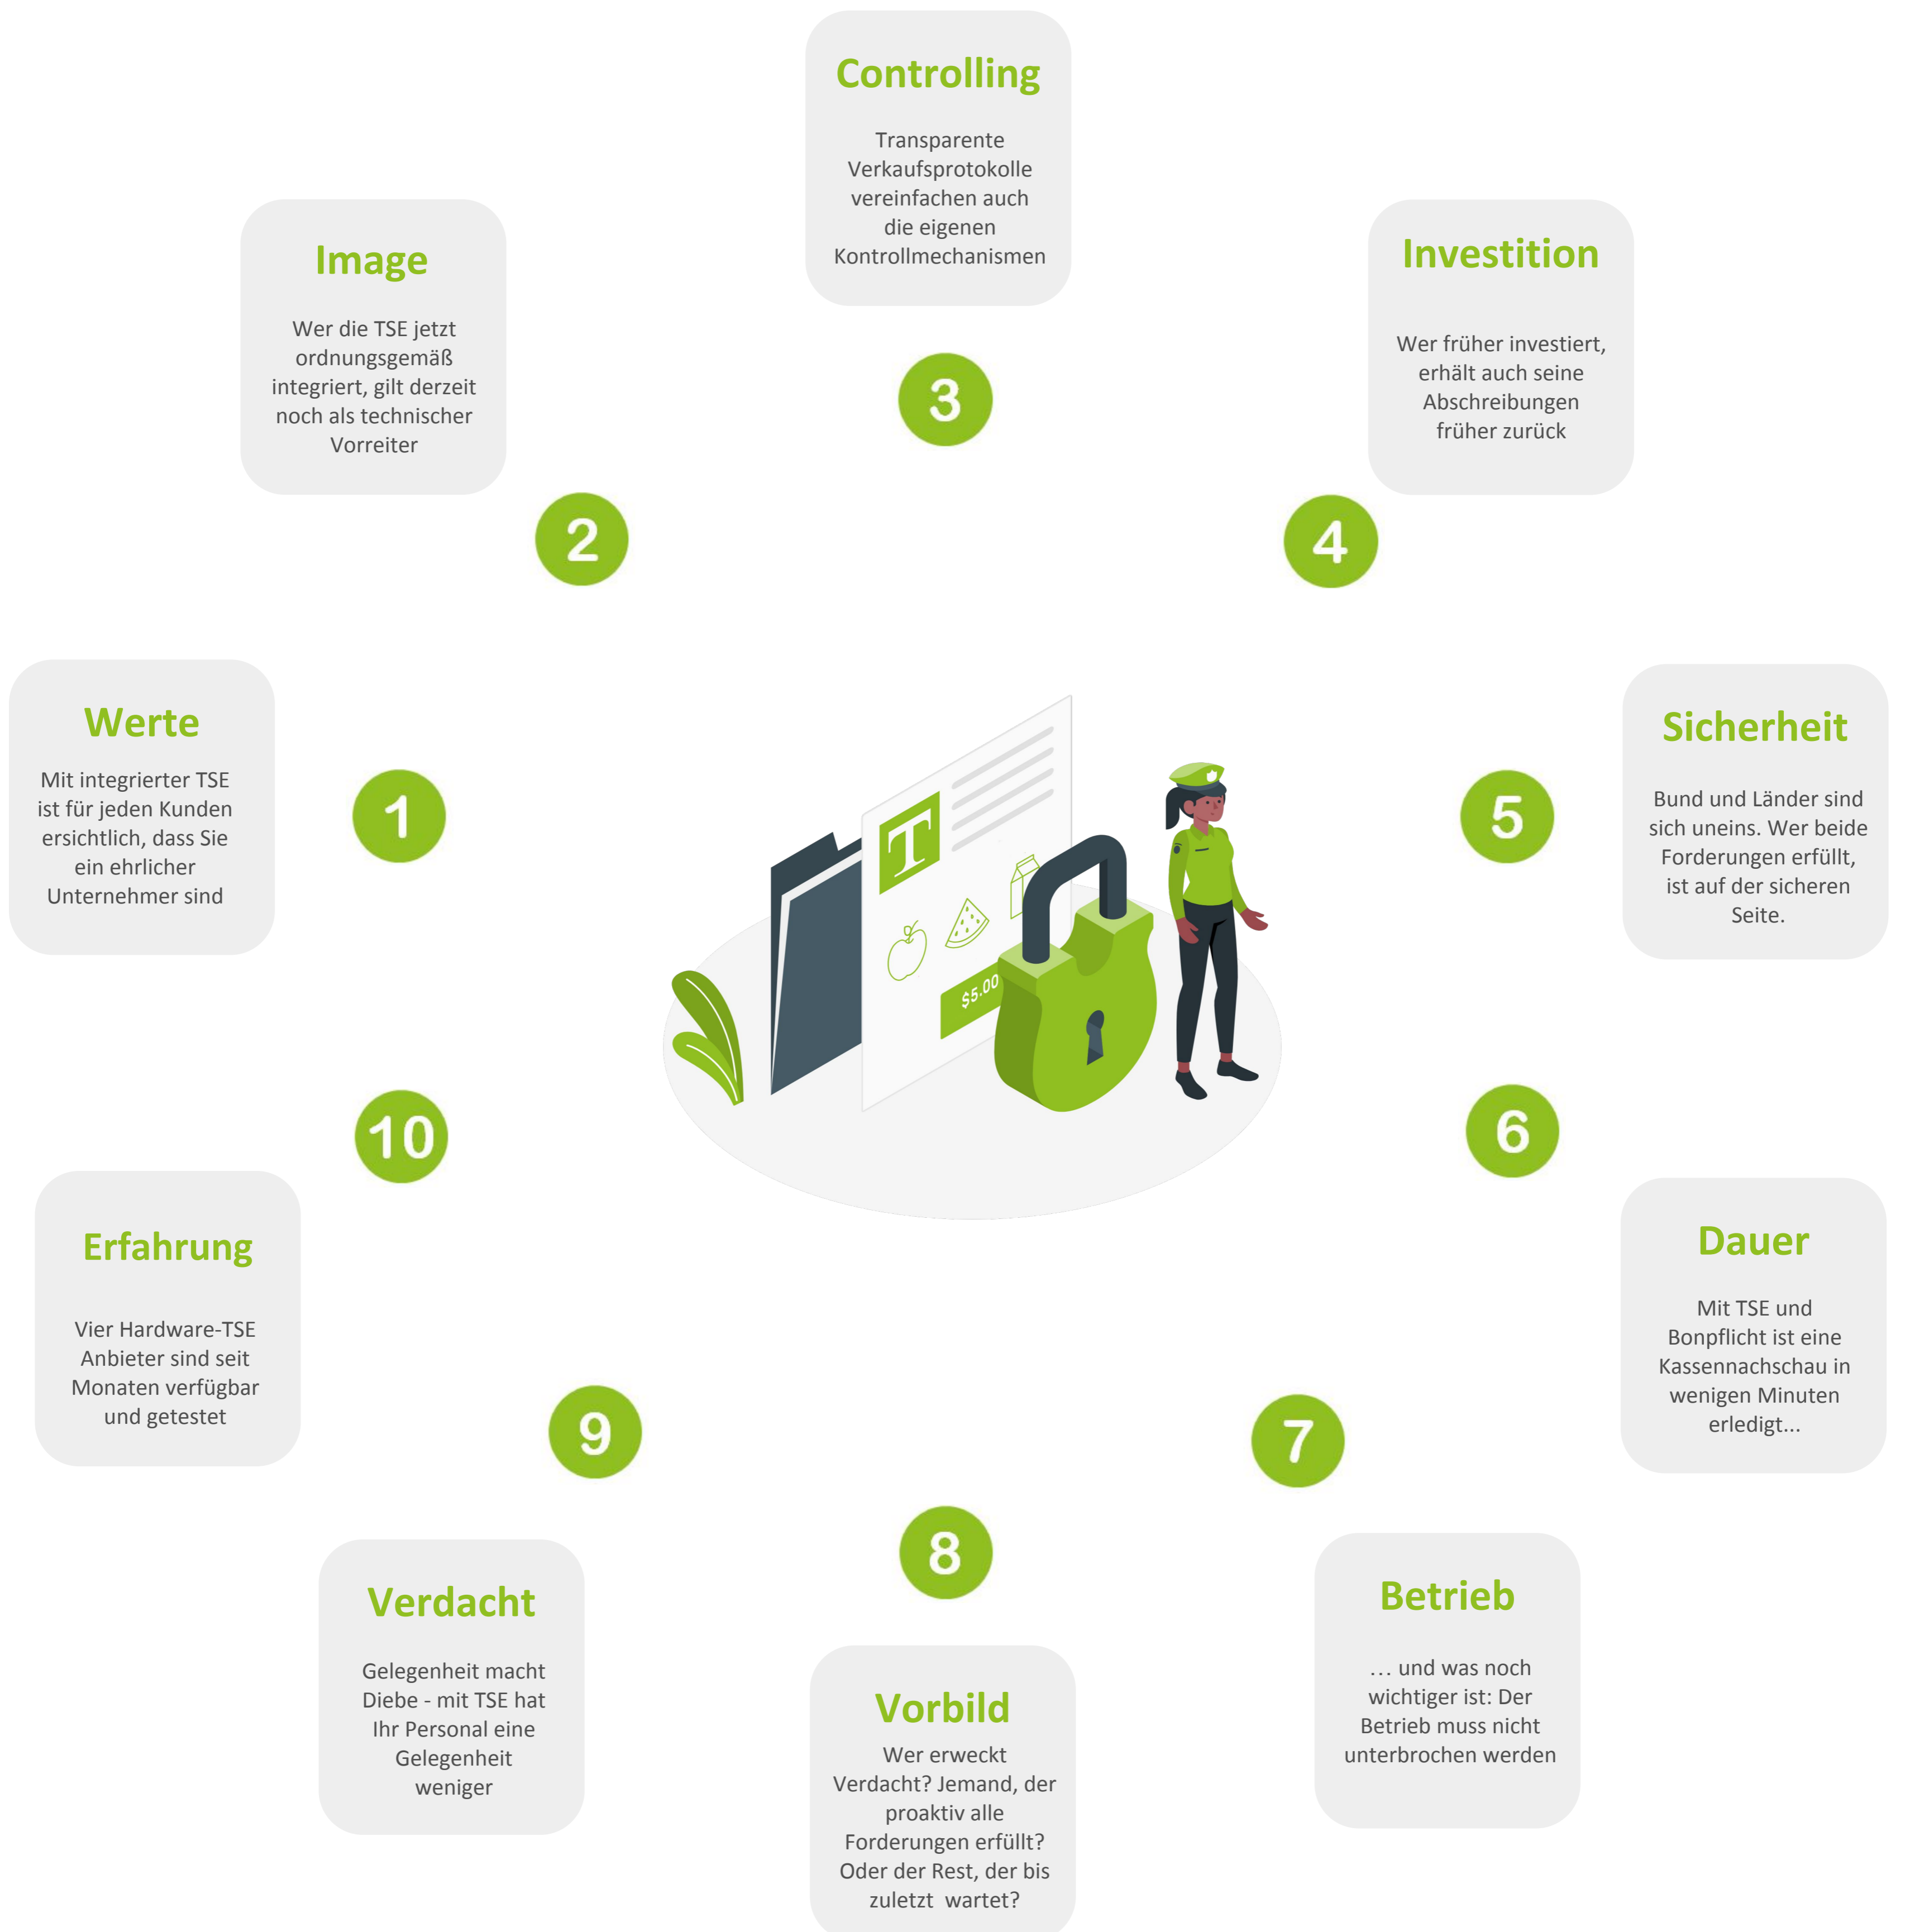 1
Werte
Mit integrierter TSE
ist für jeden Kunden
ersichtlich, dass Sie
ein ehrlicher
Unternehmer sind
2
Image
Wer die TSE jetzt
ordnungsgemäß
integriert, gilt derzeit
noch als technischer
Vorreiter
3
Controlling
Transparente
Verkaufsprotokolle
vereinfachen auch
die eigenen
Kontrollmechanismen
4
Investition
Wer früher investiert,
erhält auch seine
Abschreibungen
früher zurück
5
Sicherheit
Bund und Länder sind
sich uneins. Wer beide
Forderungen erfüllt,
ist auf der sicheren
Seite.
6
Dauer
Mit TSE und
Bonpflicht ist eine
Kassennachschau in
wenigen Minuten
erledigt...
7
Betrieb
... und was noch
wichtiger ist: Der
Betrieb muss nicht
unterbrochen werden
8
Vorbild
Wer erweckt
Verdacht? Jemand, der
proaktiv alle
Forderungen erfüllt?
Oder der Rest, der bis
zuletzt  wartet?
9
Verdacht
Gelegenheit macht
Diebe - mit TSE hat
Ihr Personal eine
Gelegenheit
weniger
10
Erfahrung
Vier Hardware-TSE
Anbieter sind seit
Monaten verfügbar
und getestet
T
$5.00